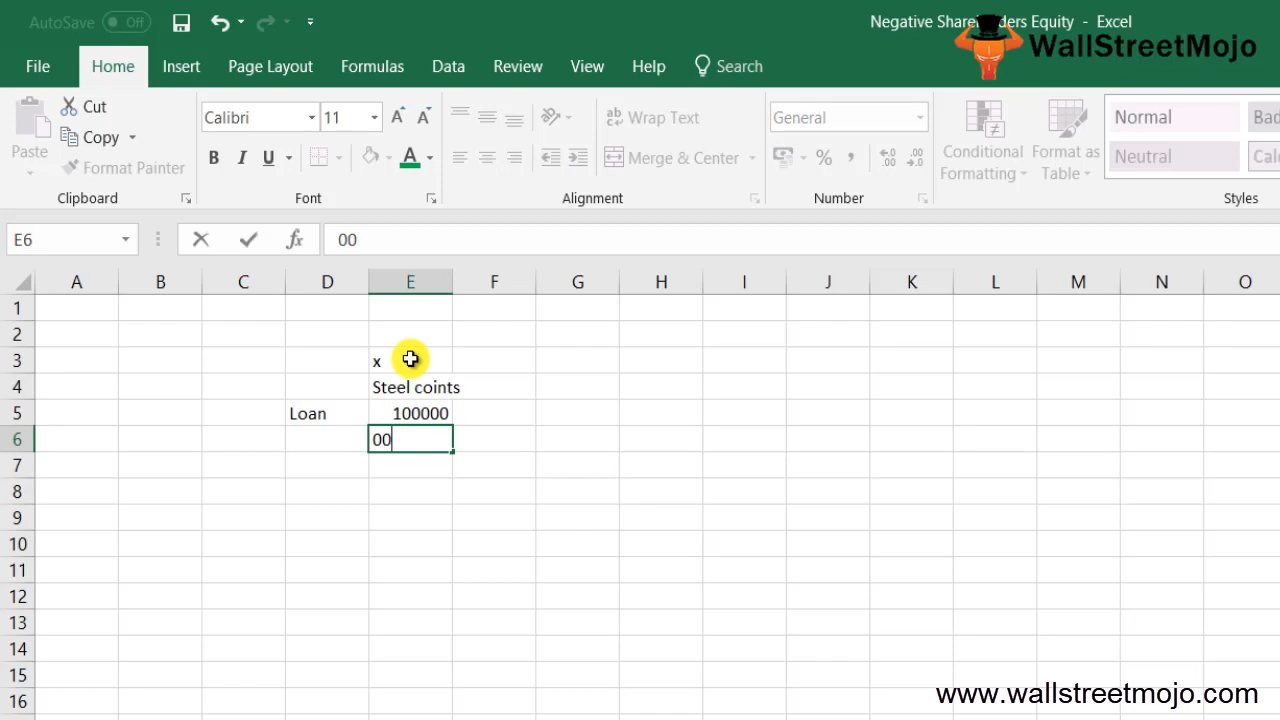 AutoSave Off
Negative Shareholders Equity - Excel
WallStreetMojo
File Home Insert Page Layout Formulas Data Review View Help Search
Cut
Calibri 11
Wrap Text
General
Normal Bad
Paste
Copy
B I U
Merge & Center
% ,
Conditional Formatting
Format as Table
Neutral Calc
Format Painter
Clipboard Font Alignment Number Styles
E6 fx 00
A B C D E F G H I J K L M N O
1
2
3 x
4 Steel coints
5 Loan 100000
6 00
7
8
9
10
11
12
13
14
15
16
www.wallstreetmojo.com